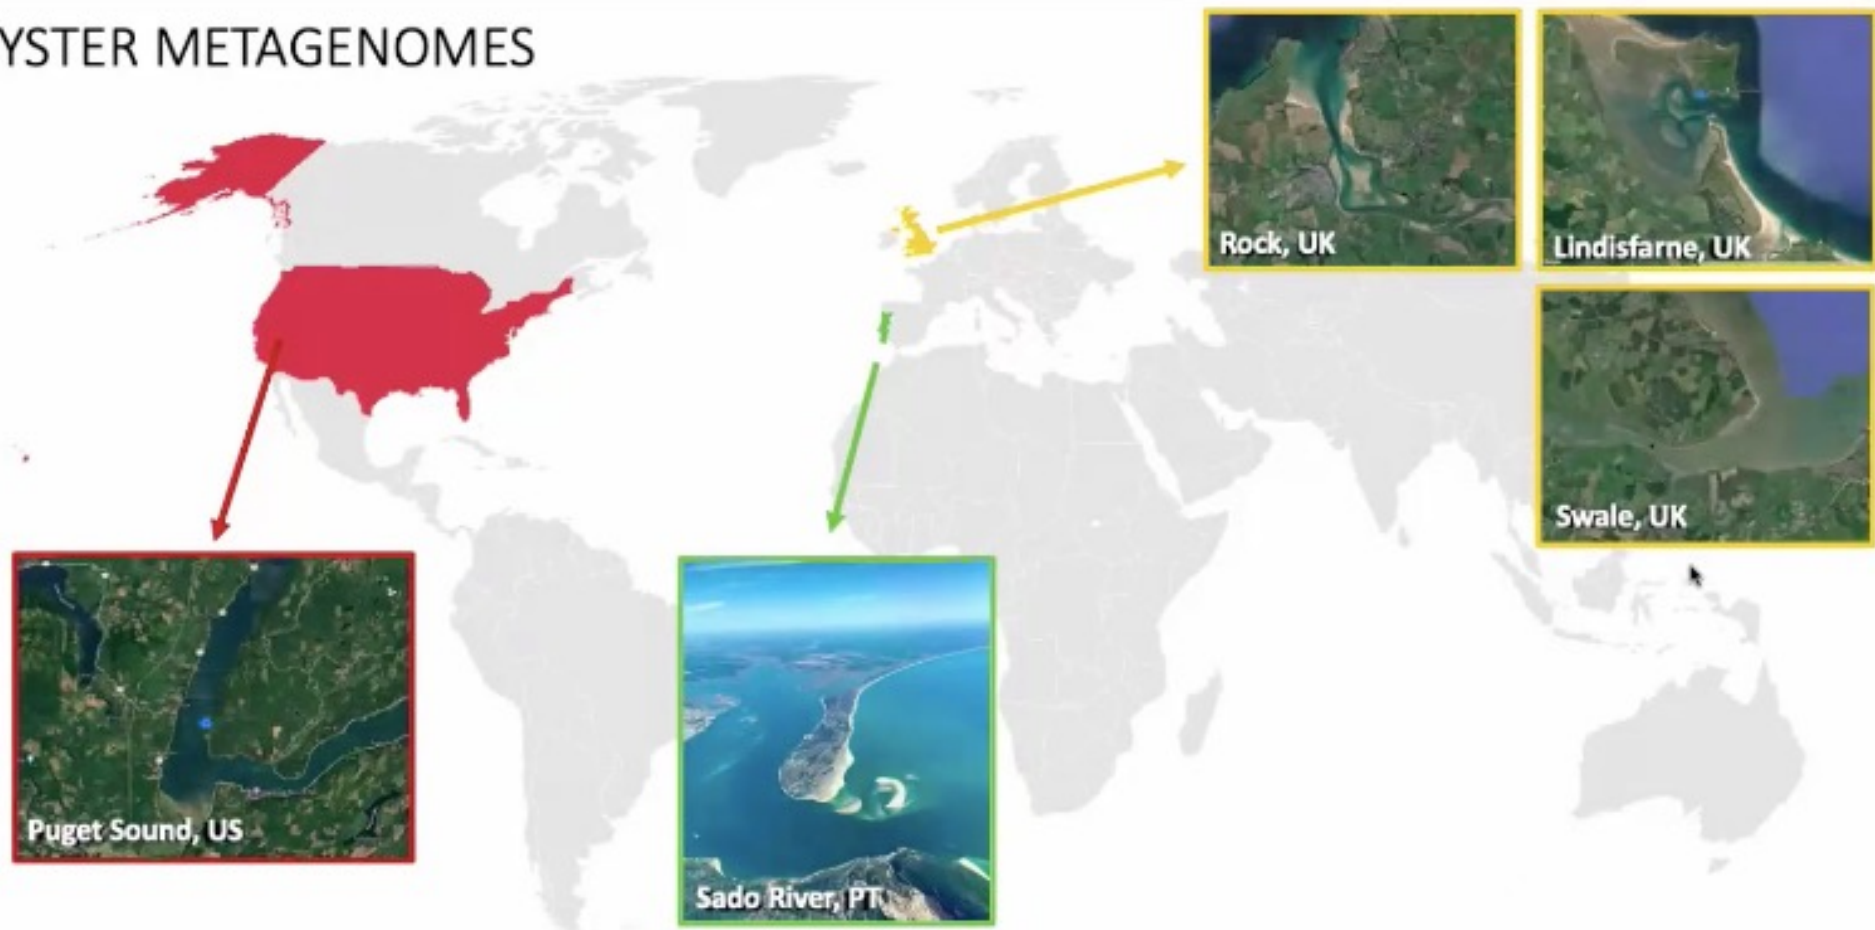 YSTER METAGENOMES
Rock, UK
Lindisfarne, UK
Swale, UK
Puget Sound, US
Sado River, PT